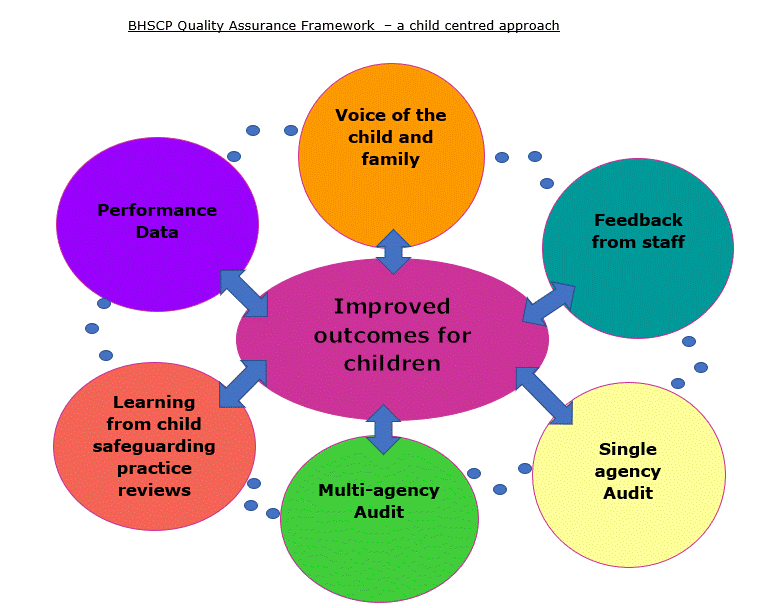 BHSCP Quality Assurance Framework – a child centred approach
Voice of the
child and
family
Performance
Data
Feedback
from staff
Improved
outcomes for
children
Learning
from child
safeguarding
practice
reviews
Multi-agency
Audit
Single
agency
Audit